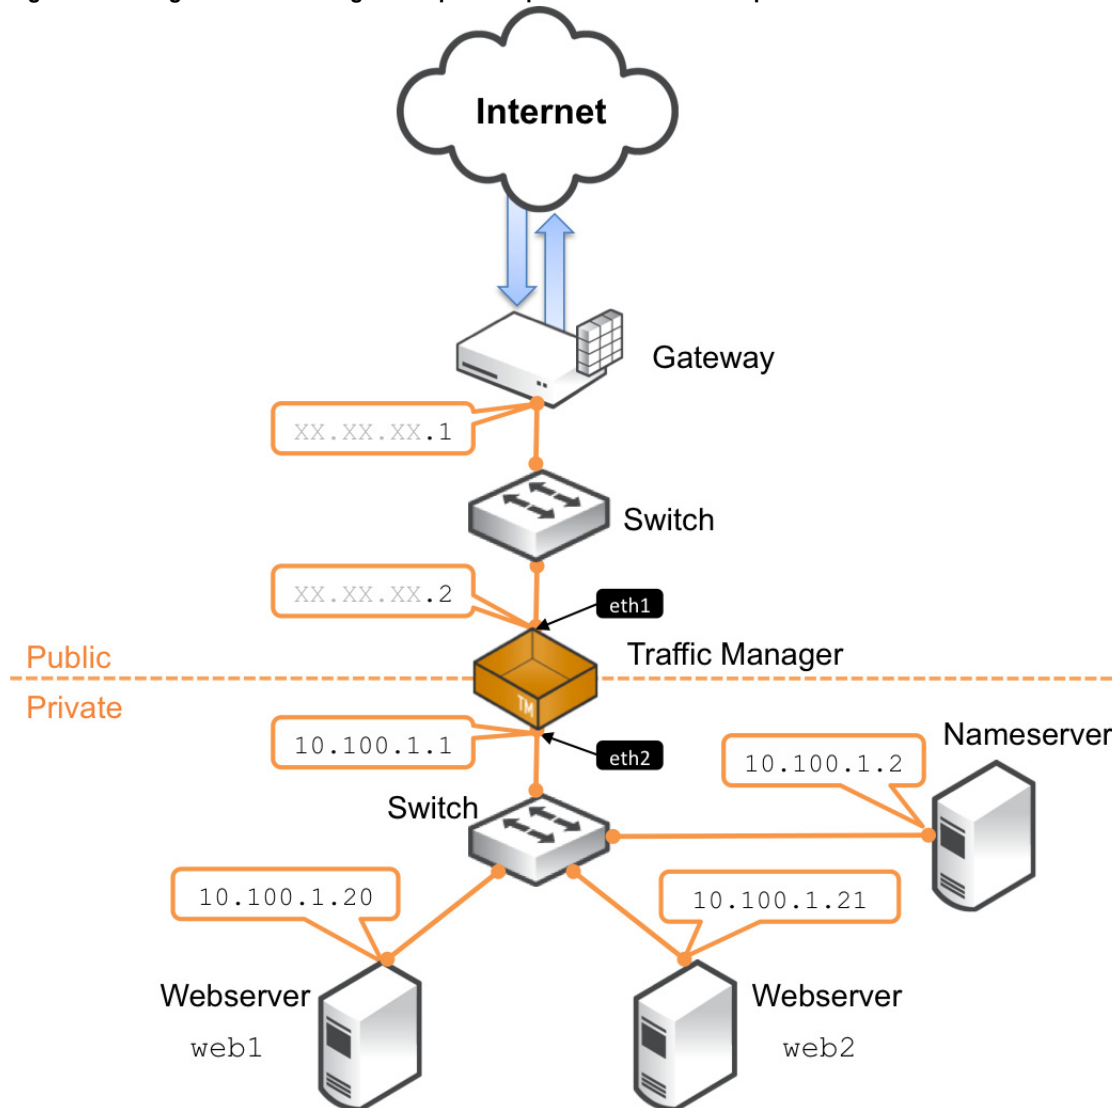 Internet
Gateway
XX.XX.XX.1
Switch
XX.XX.XX.2
eth1
Public
Traffic Manager
Private
TM
10.100.1.1
eth2
Nameserver
10.100.1.2
Switch
10.100.1.20
10.100.1.21
Webserver
web1
Webserver
web2